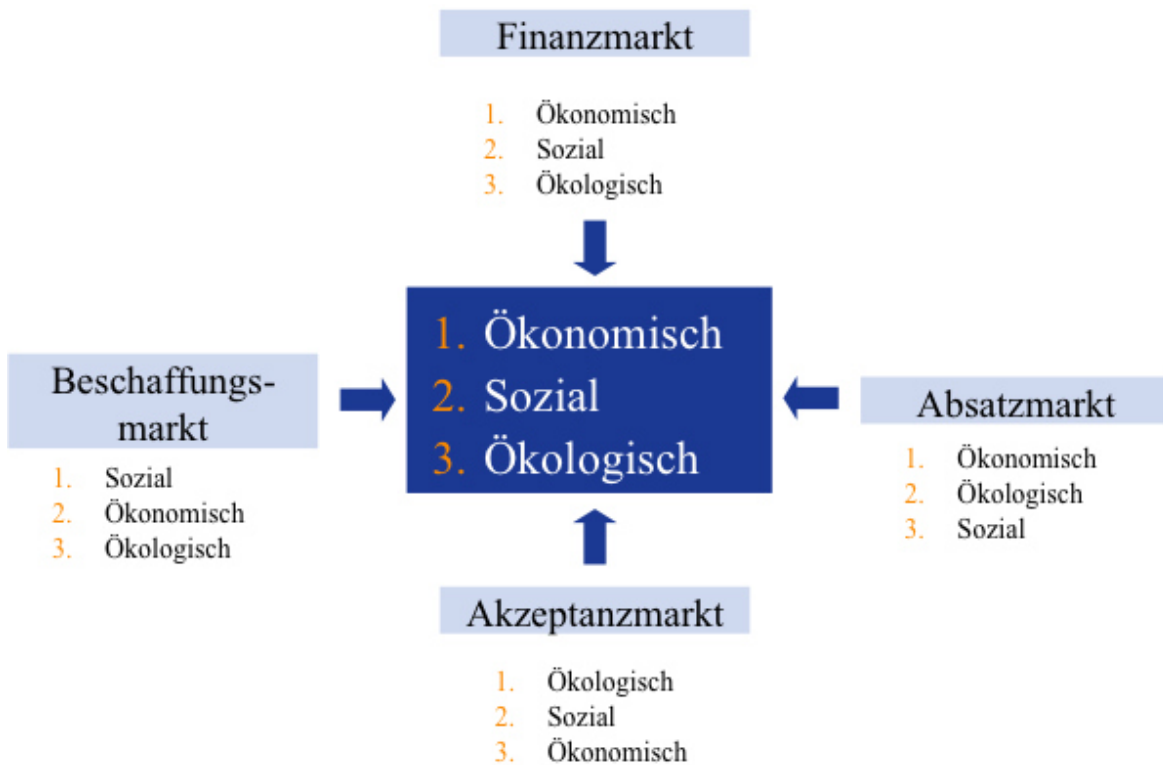 Finanzmarkt
1. Ökonomisch
2. Sozial
3. Ökologisch
1. Ökonomisch
2. Sozial
3. Ökologisch
Beschaffungs-
markt
1. Sozial
2. Ökonomisch
3. Ökologisch
Absatzmarkt
1. Ökonomisch
2. Ökologisch
3. Sozial
Akzeptanzmarkt
1. Ökologisch
2. Sozial
3. Ökonomisch